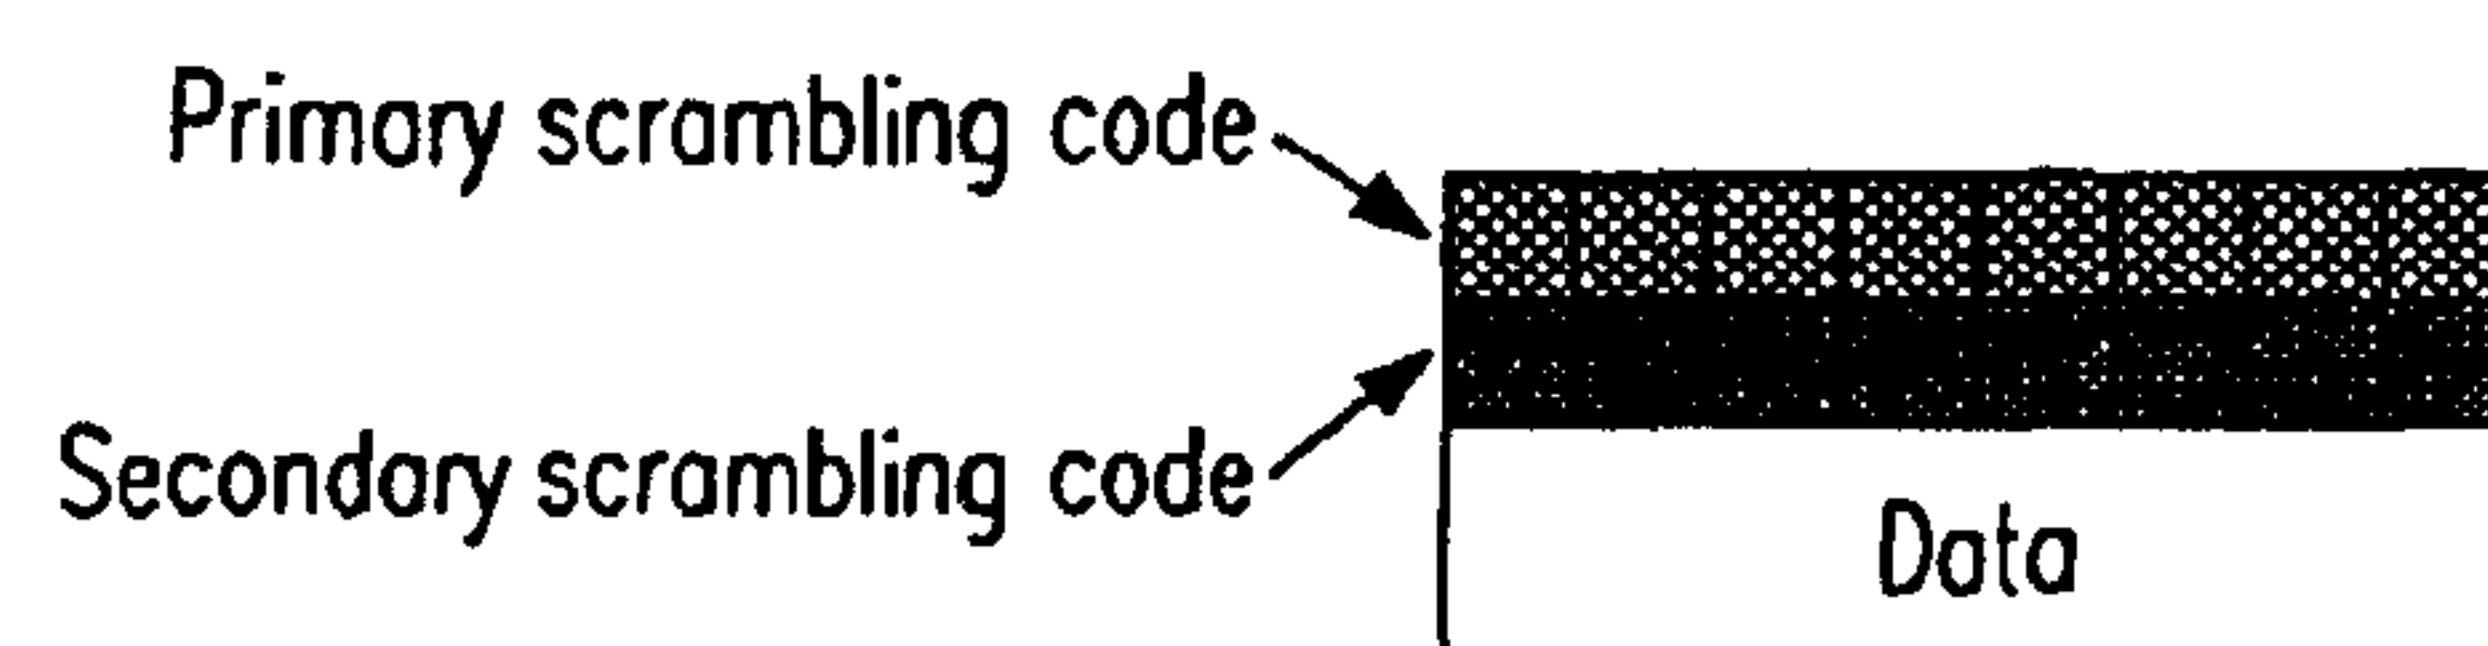 Primary scrambling code
Secondary scrambling code
Data